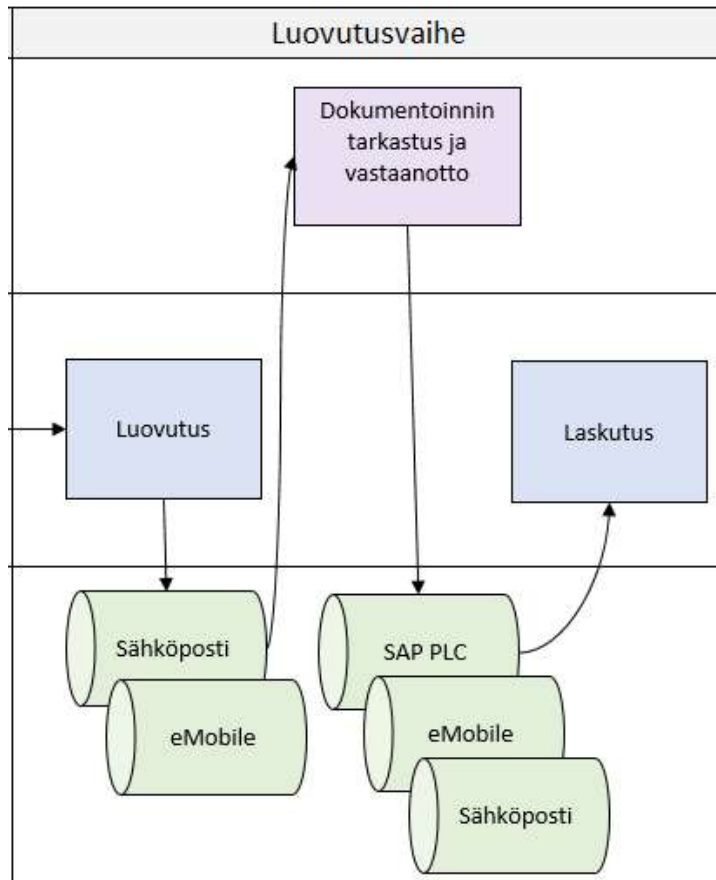 Luovutusvaihe
Dokumentoinnin
tarkastus ja
vastaanotto
Luovutus
Laskutus
Sähköposti
eMobile
SAP PLC
eMobile
Sähköposti